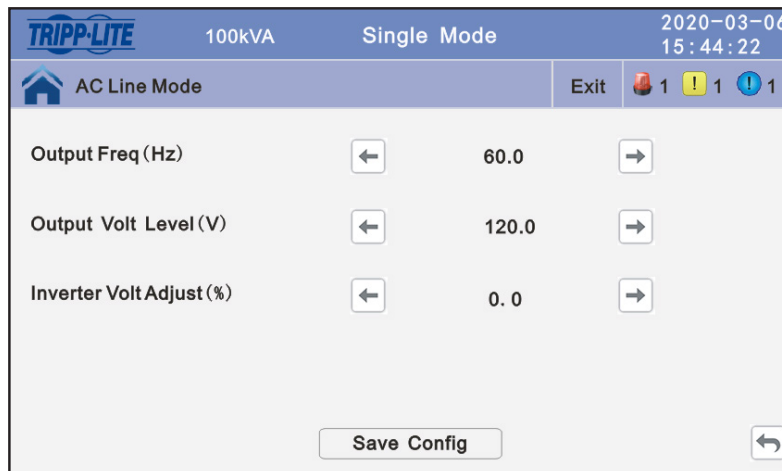 TRIPP·LITE 100kVA Single Mode 2020-03-06
15:44:22
AC Line Mode Exit 1 ! 1 ! 1
Output Freq(Hz) 60.0
Output Volt Level(V) 120.0
Inverter Volt Adjust(%) 0.0
Save Config